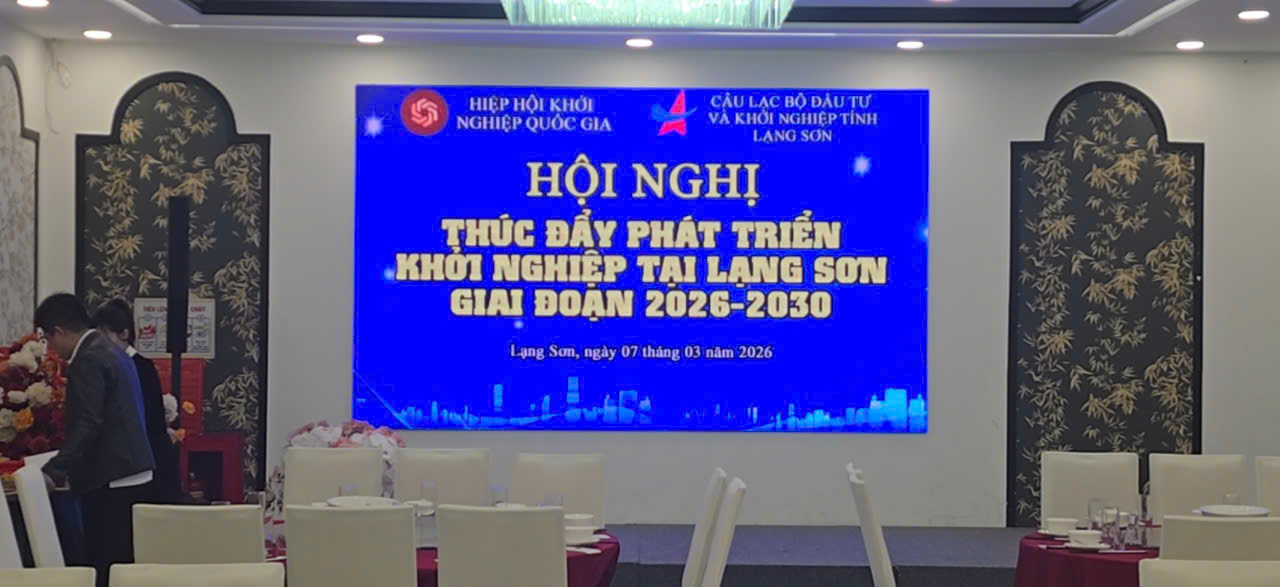 HIỆP HỘI KHỞI
NGHIỆP QUỐC GIA
CÂU LẠC BỘ ĐẦU TƯ
VÀ KHỞI NGHIỆP TỈNH
LẠNG SƠN
HỘI NGHỊ
THÚC ĐẨY PHÁT TRIỂN
KHỞI NGHIỆP TẠI LẠNG SƠN
GIAI ĐOẠN 2026-2030
Lạng Sơn, ngày 07 tháng 03 năm 2026